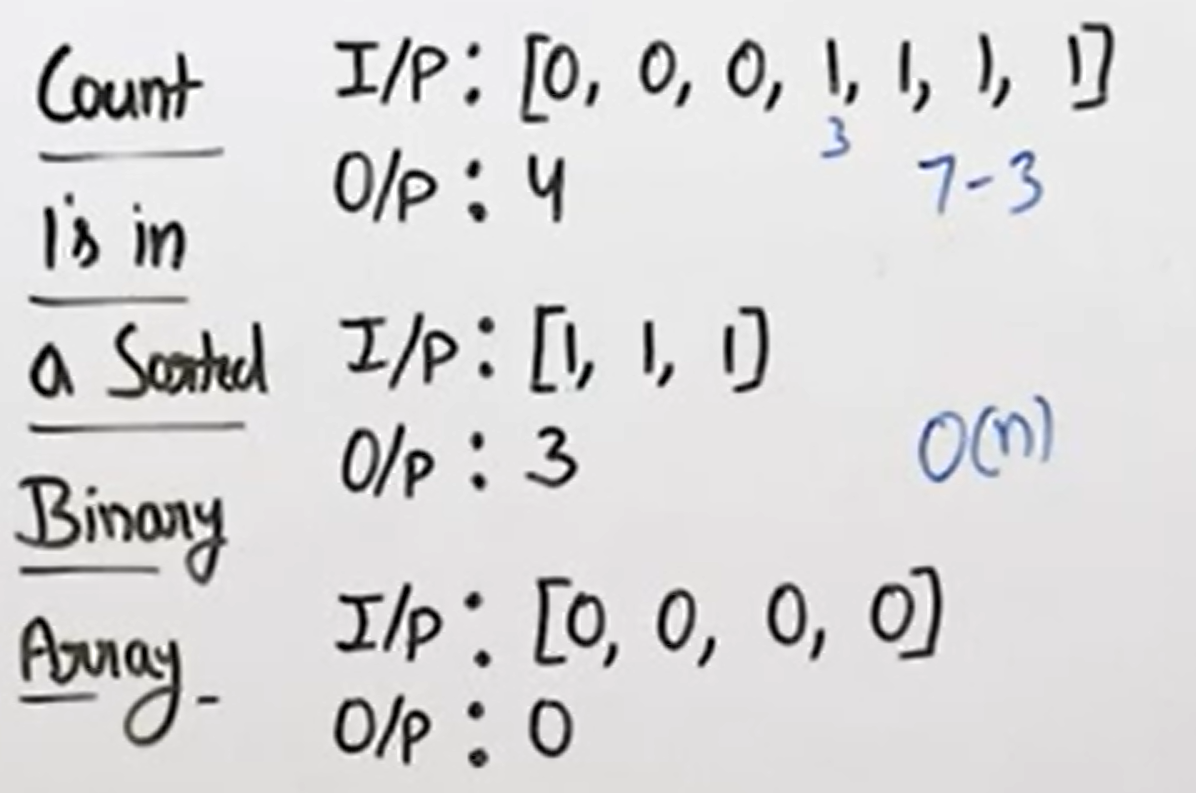 Count
1's in
a Sorted
Binary
Array-
I/P: [0, 0, 0, 1, 1, 1, 1]
3
7-3
O/P: 4
I/P: [1, 1, 1]
O/P: 3
O(n)
I/P: [0, 0, 0, 0]
O/P: 0